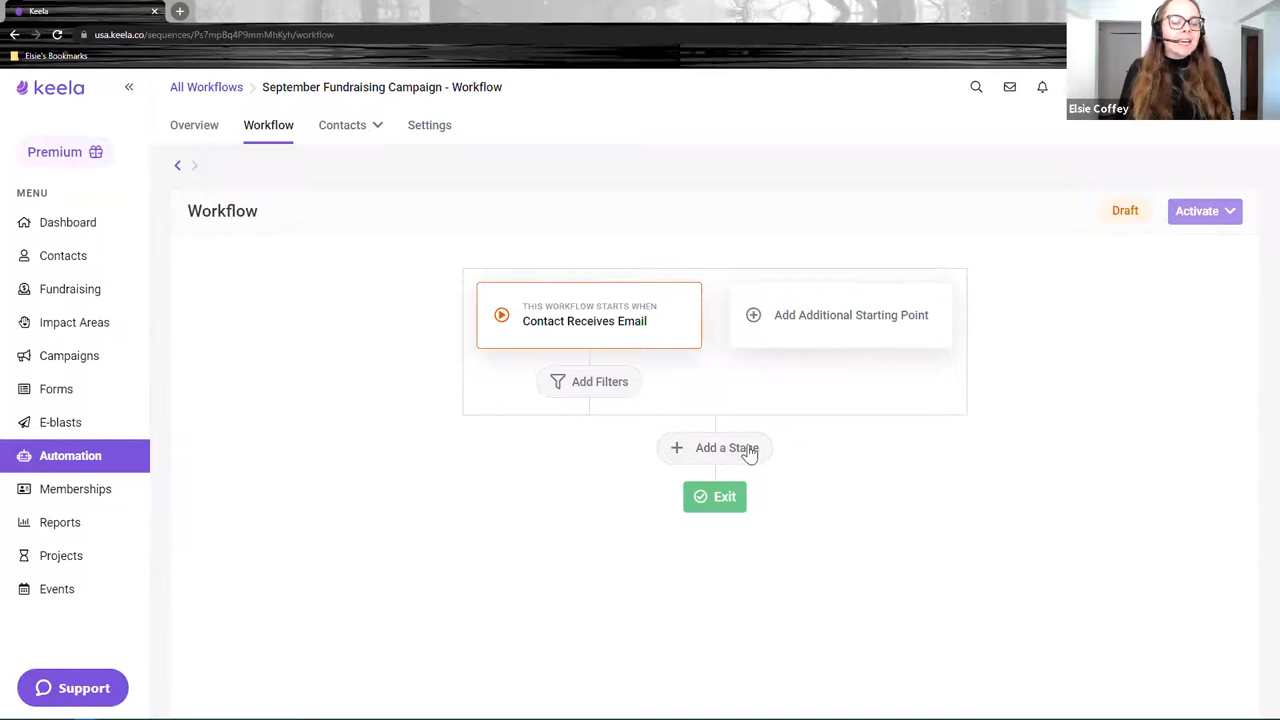 Keela
usa.keela.co/sequences/Ps7mpBq4P9mmMhKyh/workflow
Elsie's Bookmarks
keela
All Workflows
September Fundraising Campaign - Workflow
Overview
Workflow
Contacts
Settings
Elsie Coffey
Premium
MENU
Dashboard
Contacts
Fundraising
Impact Areas
Campaigns
Forms
E-blasts
Automation
Memberships
Reports
Projects
Events
Support
Workflow
Draft
Activate
THIS WORKFLOW STARTS WHEN
Contact Receives Email
Add Additional Starting Point
Add Filters
Add a
Exit